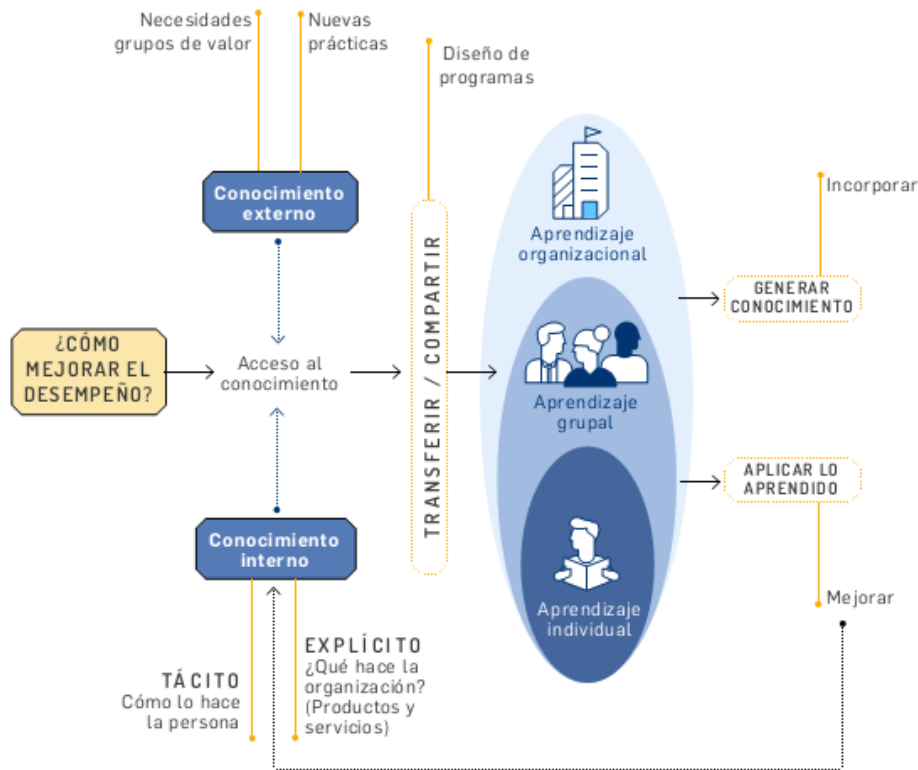 Necesidades
grupos de valor
Nuevas
prácticas
Diseño de
programas
Conocimiento
externo
Aprendizaje
organizacional
Incorporar
GENERAR
CONOCIMIENTO
¿CÓMO
MEJORAR EL
DESEMPEÑO?
Acceso al
conocimiento
TRANSFERIR / COMPARTIR
Aprendizaje
grupal
APLICAR LO
APRENDIDO
Conocimiento
interno
Aprendizaje
individual
Mejorar
TÁCITO
Cómo lo hace
la persona
EXPLÍCITO
¿Qué hace la
organización?
(Productos y
servicios)